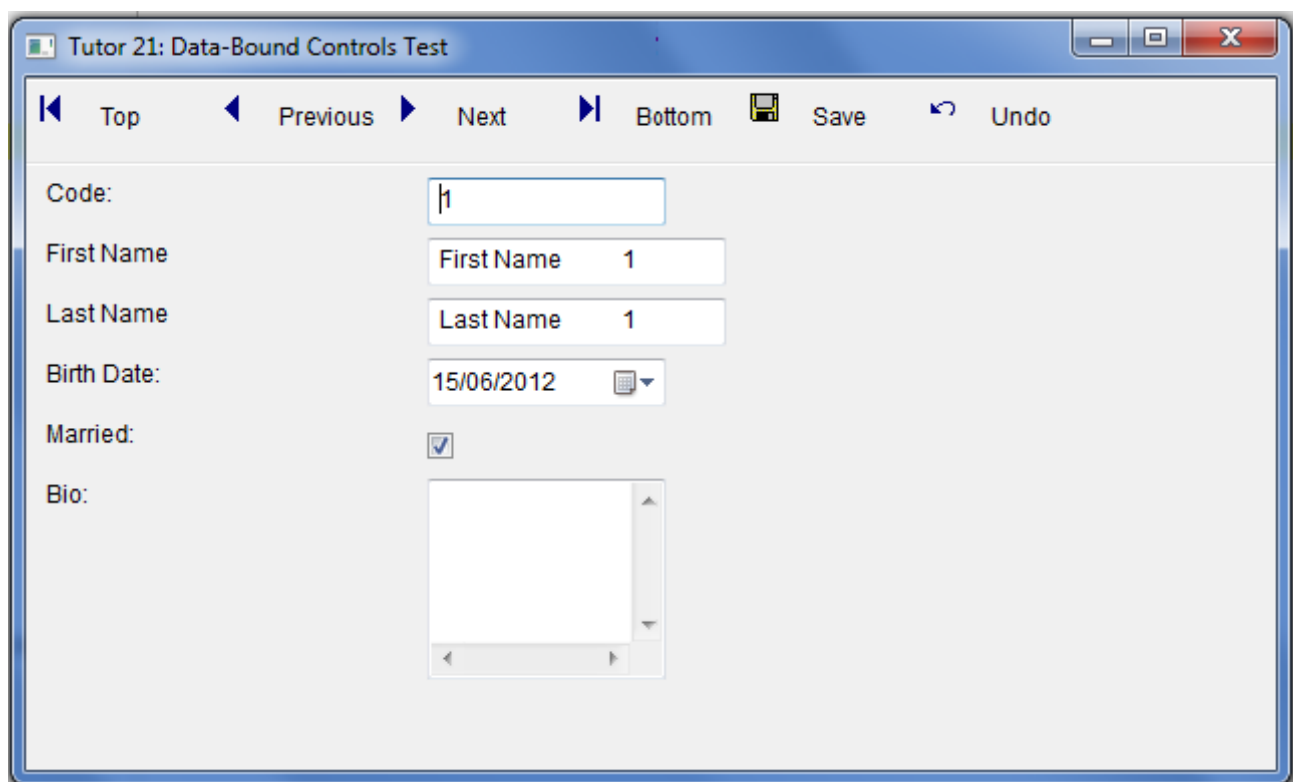 Tutor 21: Data-Bound Controls Test
Top Previous Next Bottom Save Undo
Code: 1
First Name First Name 1
Last Name Last Name 1
Birth Date: 15/06/2012
Married:
Bio: